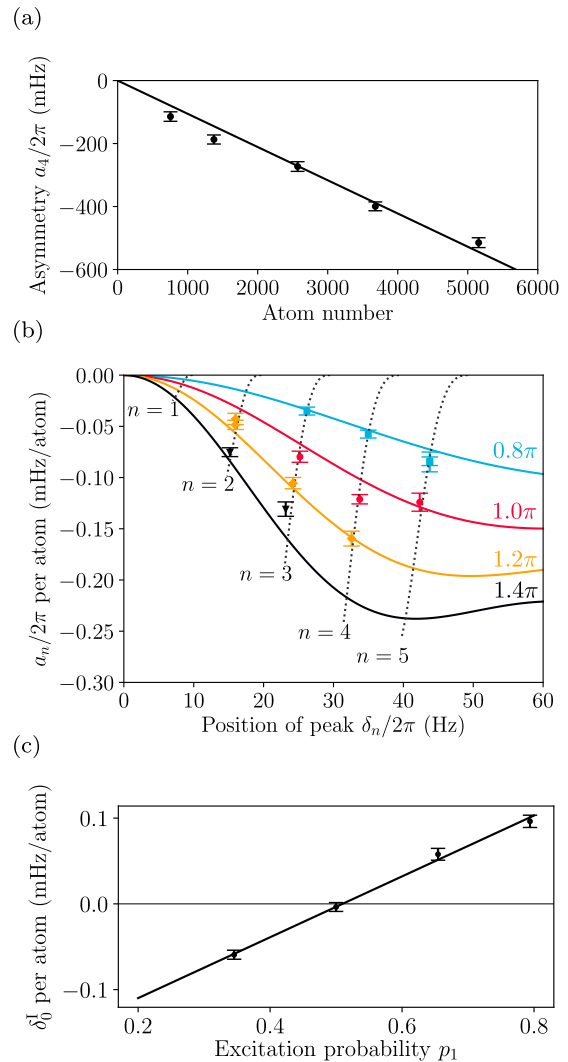 (a)
0
−200
−400
−600
Asymmetry a₄/2π (mHz)
0 1000 2000 3000 4000 5000 6000
Atom number
(b)
0.00
−0.05
−0.10
−0.15
−0.20
−0.25
−0.30
aₙ/2π per atom (mHz/atom)
n = 1
n = 2
n = 3
n = 4
n = 5
0.8π
1.0π
1.2π
1.4π
0 10 20 30 40 50 60
Position of peak δₙ/2π (Hz)
(c)
0.1
0.0
−0.1
δ₀ᴵ per atom (mHz/atom)
0.2 0.4 0.6 0.8
Excitation probability p₁